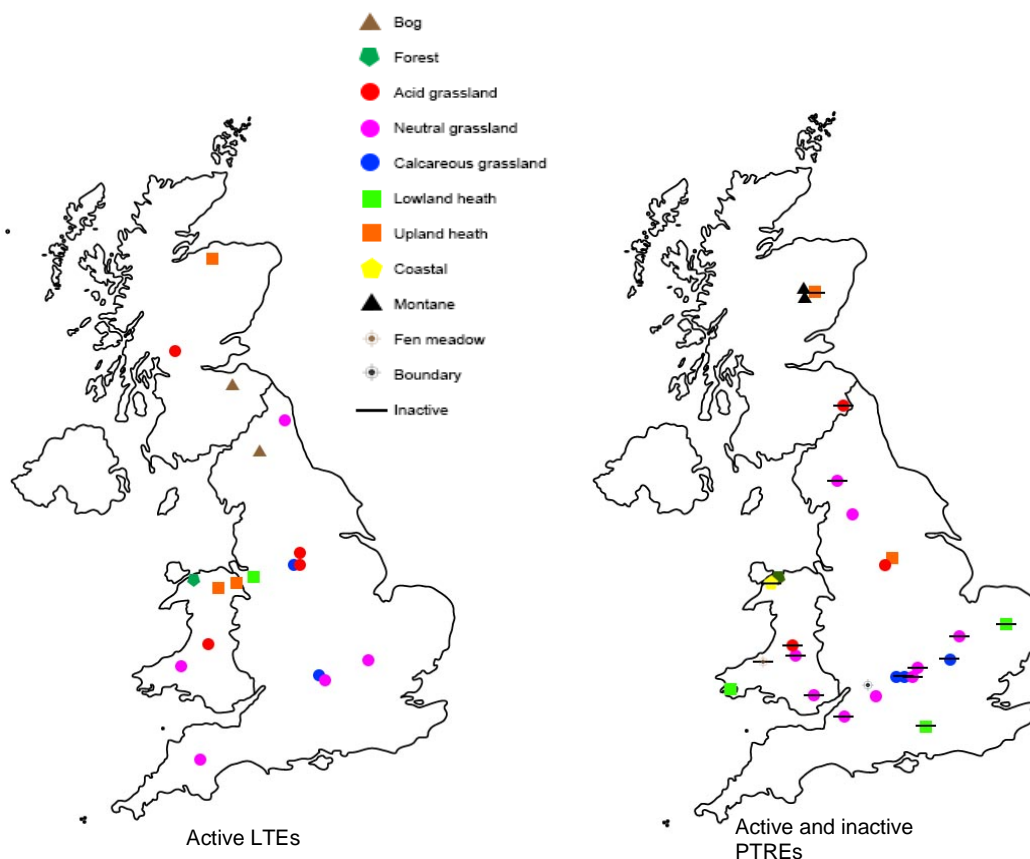 Bog
Forest
Acid grassland
Neutral grassland
Calcareous grassland
Lowland heath
Upland heath
Coastal
Montane
Fen meadow
Boundary
Inactive
Active LTEs
Active and inactive
PTREs